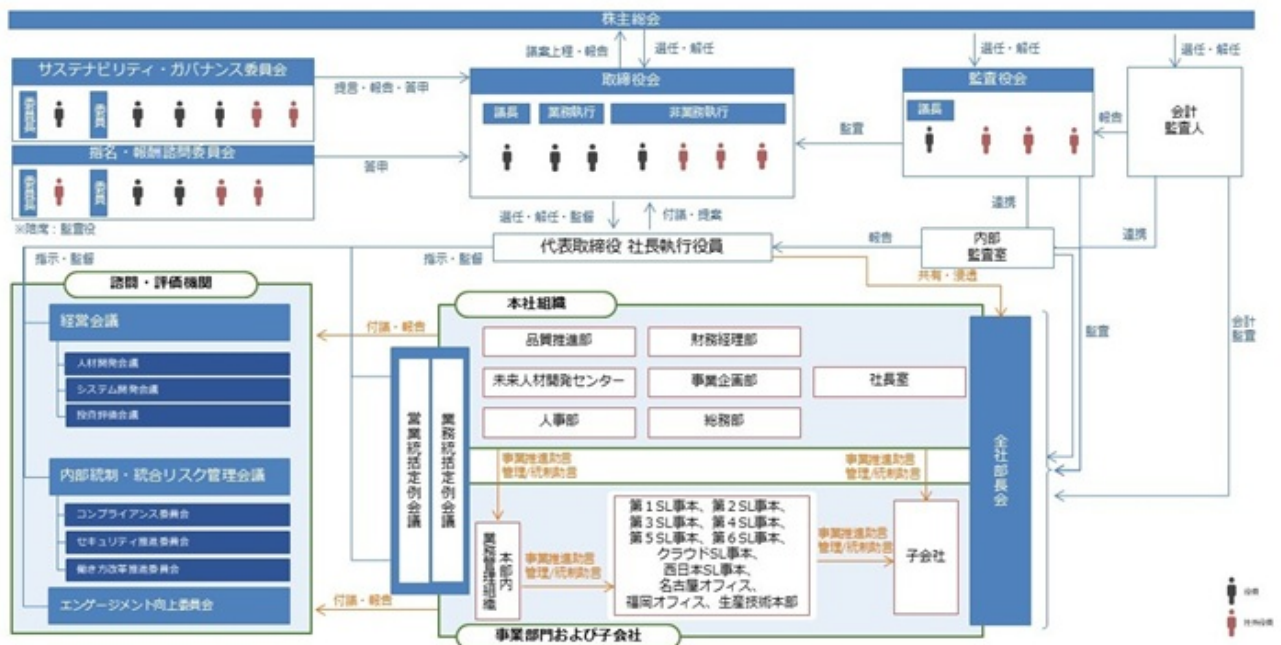 株主総会
議案上程・報告
選任・解任
選任・解任
選任・解任
サステナビリティ・ガバナンス委員会
委員長
委員
提言・報告・答申
取締役会
議長
業務執行
非業務執行
監査役会
議長
監査
報告
会計
監査人
指名・報酬諮問委員会
委員長
委員
答申
※陪席：監査役
選任・解任・監督
付議・提案
連携
連携
代表取締役 社長執行役員
報告
内部
監査室
指示・監督
指示・監督
共有・浸透
諮問・評価機関
経営会議
人材開発会議
システム開発会議
投資評価会議
内部統制・統合リスク管理会議
コンプライアンス委員会
セキュリティ推進委員会
働き方改革推進委員会
エンゲージメント向上委員会
付議・報告
付議・報告
営業統括定例会議
業務統括定例会議
本社組織
品質推進部
財務経理部
未来人材開発センター
事業企画部
社長室
人事部
総務部
事業推進助言
管理/統制助言
事業推進助言
管理/統制助言
本部内
業務管理組織
事業推進助言
管理/統制助言
第1SL事本、第2SL事本、
第3SL事本、第4SL事本、
第5SL事本、第6SL事本、
クラウドSL事本、
西日本SL事本、
名古屋オフィス、
福岡オフィス、生産技術本部
事業推進助言
管理/統制助言
子会社
事業部門および子会社
全社部長会
監査
会計
監査
役員
社外役員